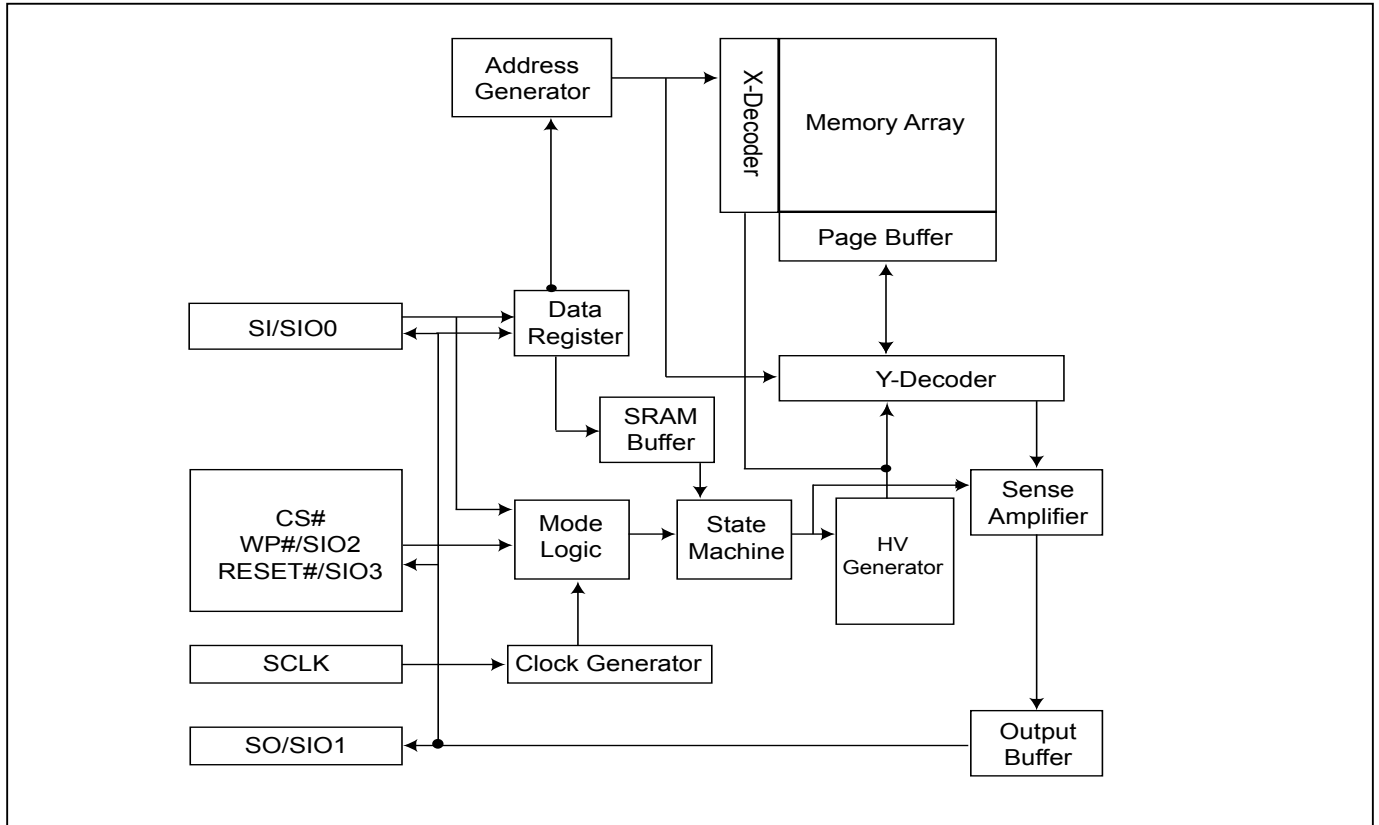 Address
Generator
X-Decoder
Memory Array
Page Buffer
SI/SIO0
Data
Register
Y-Decoder
SRAM
Buffer
CS#
WP#/SIO2
RESET#/SIO3
Mode
Logic
State
Machine
HV
Generator
Sense
Amplifier
SCLK
Clock Generator
SO/SIO1
Output
Buffer